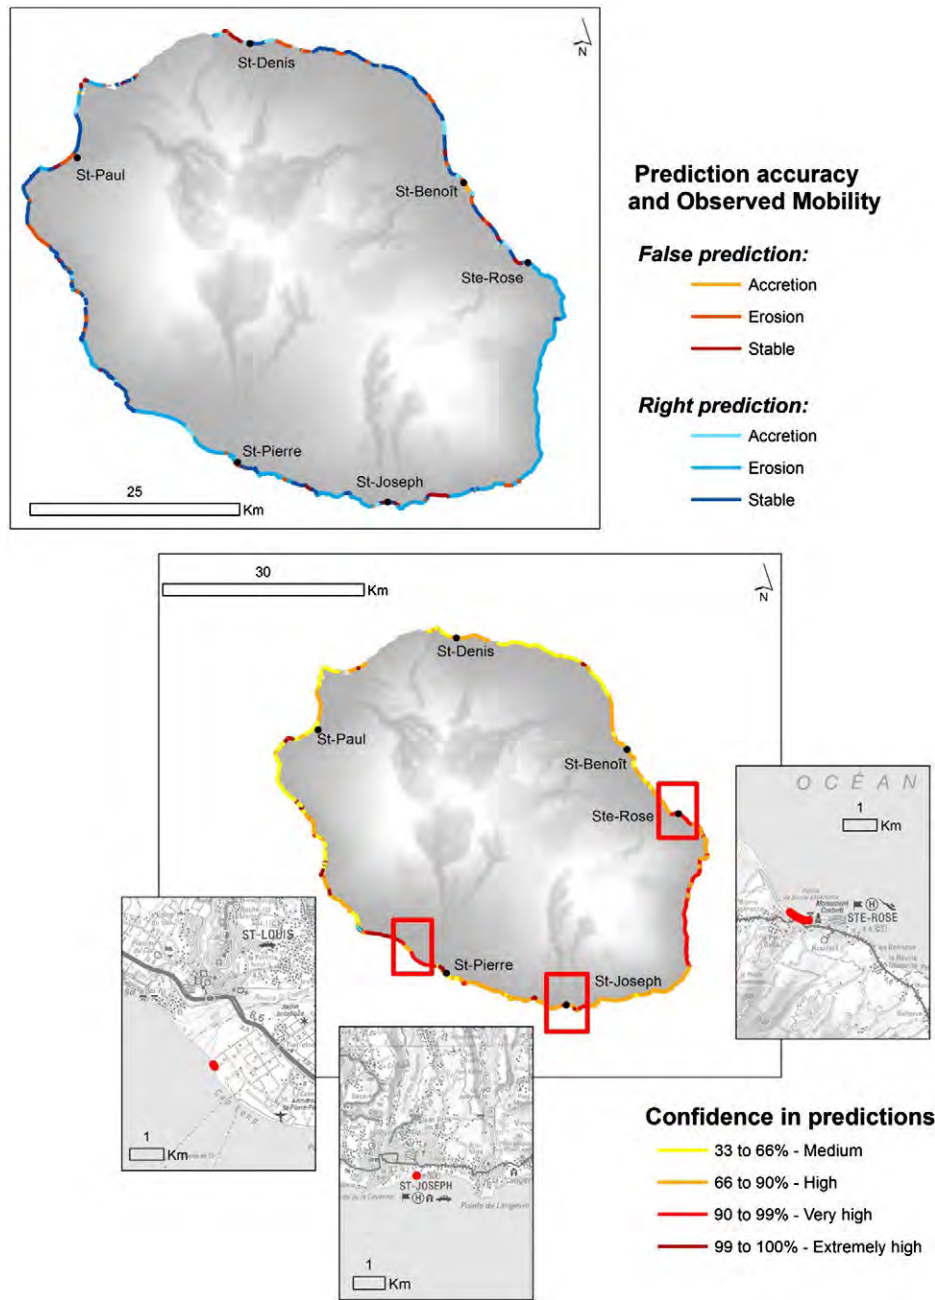 N
St-Denis
St-Paul
St-Benoît
Ste-Rose
St-Pierre
St-Joseph
25
Km
Prediction accuracy
and Observed Mobility
False prediction:
Accretion
Erosion
Stable
Right prediction:
Accretion
Erosion
Stable
30
Km
N
St-Denis
St-Paul
St-Benoît
Ste-Rose
St-Pierre
St-Joseph
OCÉAN
1
Km
STE-ROSE
ST-LOUIS
1
Km
ST-JOSEPH
Pointe de Langevin
1
Km
Confidence in predictions
33 to 66% - Medium
66 to 90% - High
90 to 99% - Very high
99 to 100% - Extremely high